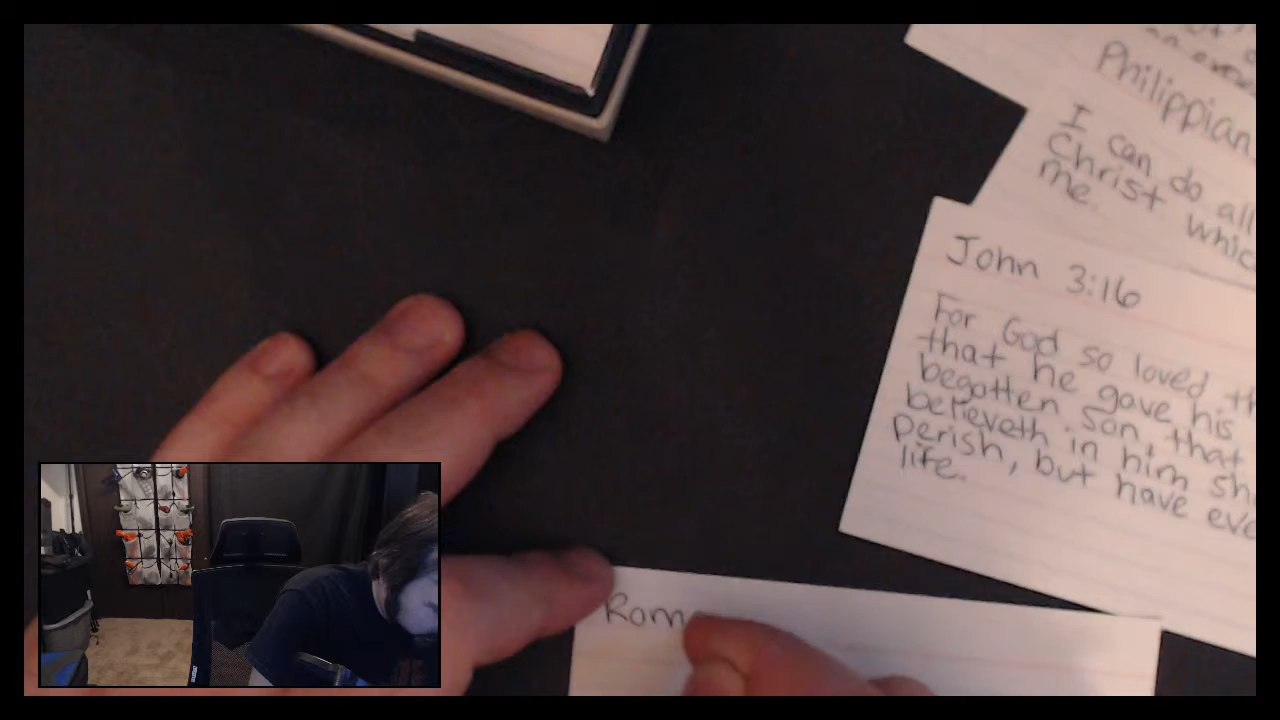 Philippian
I can do all
Christ whic
me
John 3:16
For God so loved th
that he gave his
begotten son, that
believeth in him sh
perish, but have eve
life.
Rom